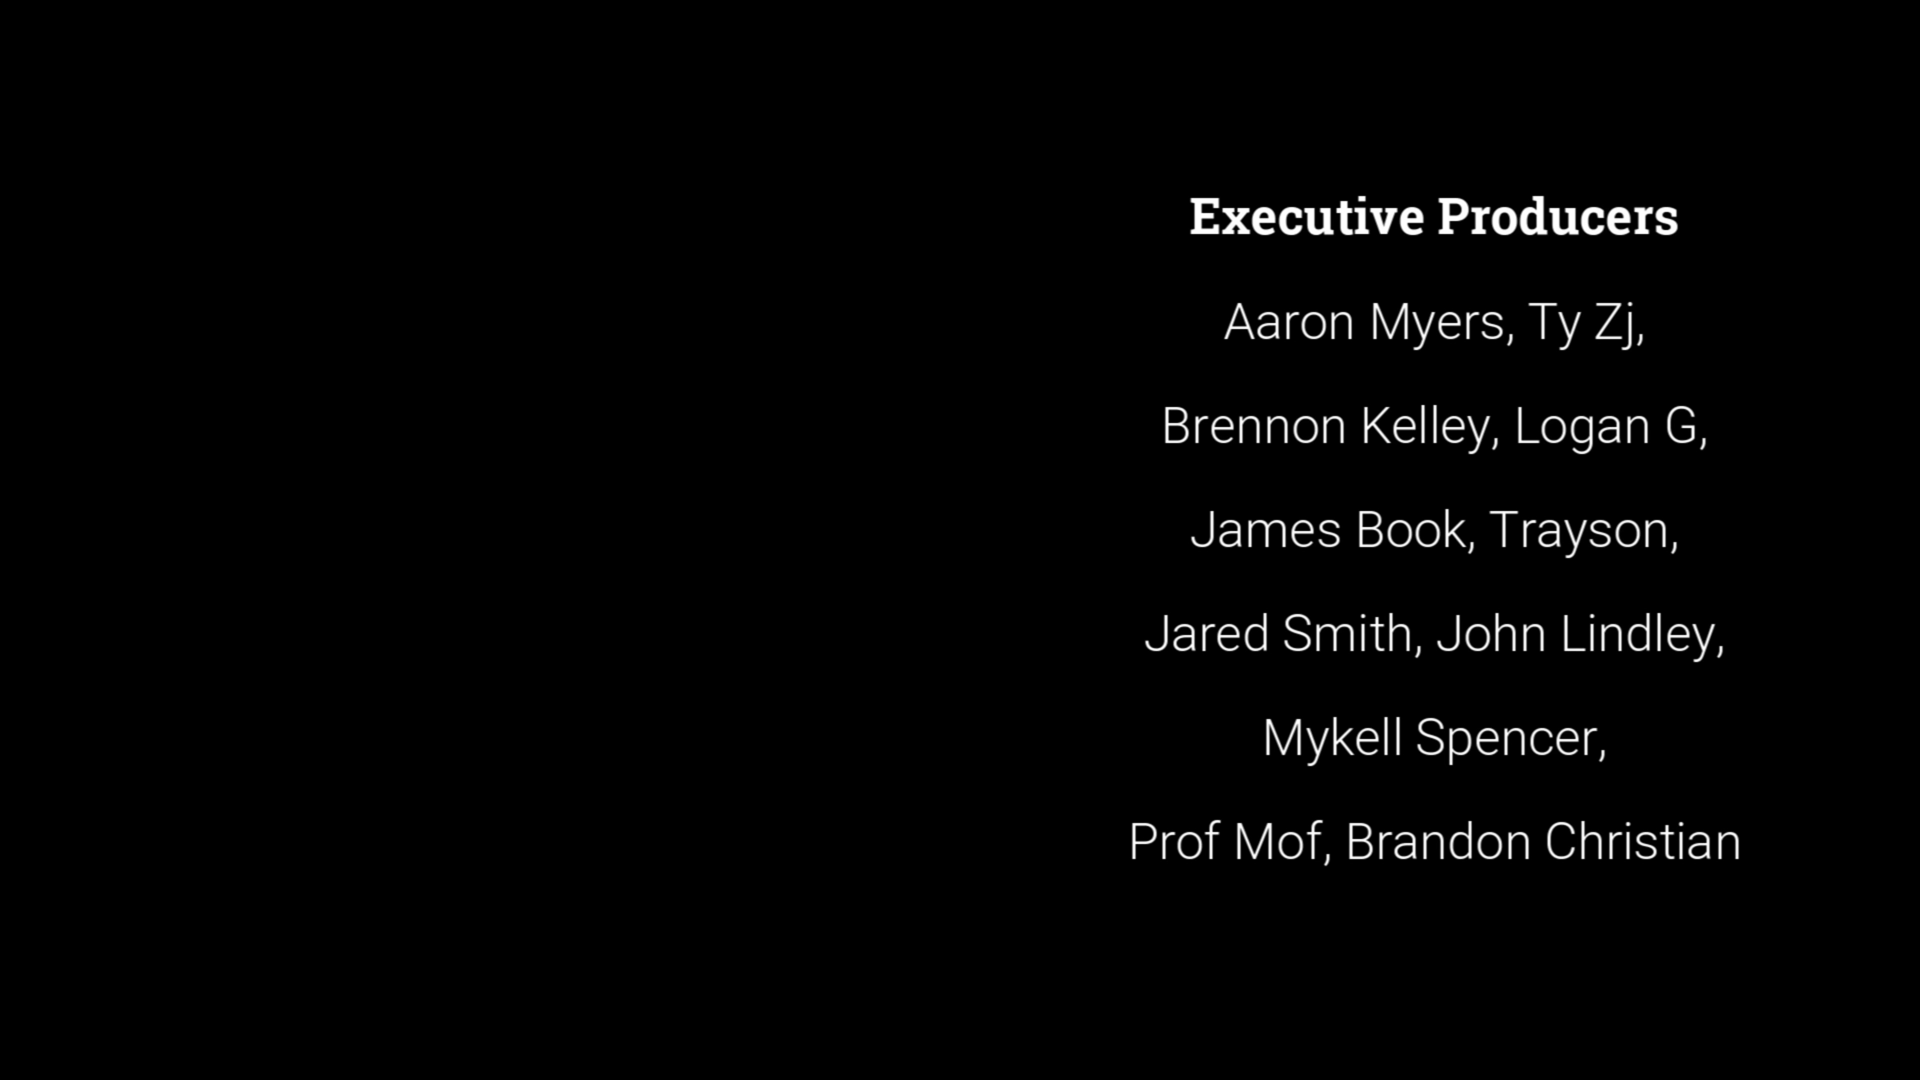 Executive Producers
Aaron Myers, Ty Zj,
Brennon Kelley, Logan G,
James Book, Trayson,
Jared Smith, John Lindley,
Mykell Spencer,
Prof Mof, Brandon Christian